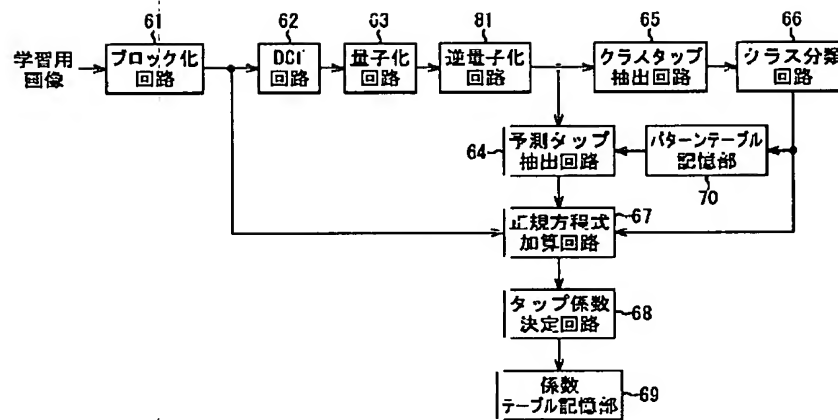 61
62
63
81
65
66
学習用
画像
ブロック化
回路
DCT
回路
量子化
回路
逆量子化
回路
クラスタップ
抽出回路
クラス分類
回路
64
予測タップ
抽出回路
パターンテーブル
記憶部
70
正規方程式
加算回路
67
タップ係数
決定回路
68
係数
テーブル記憶部
69